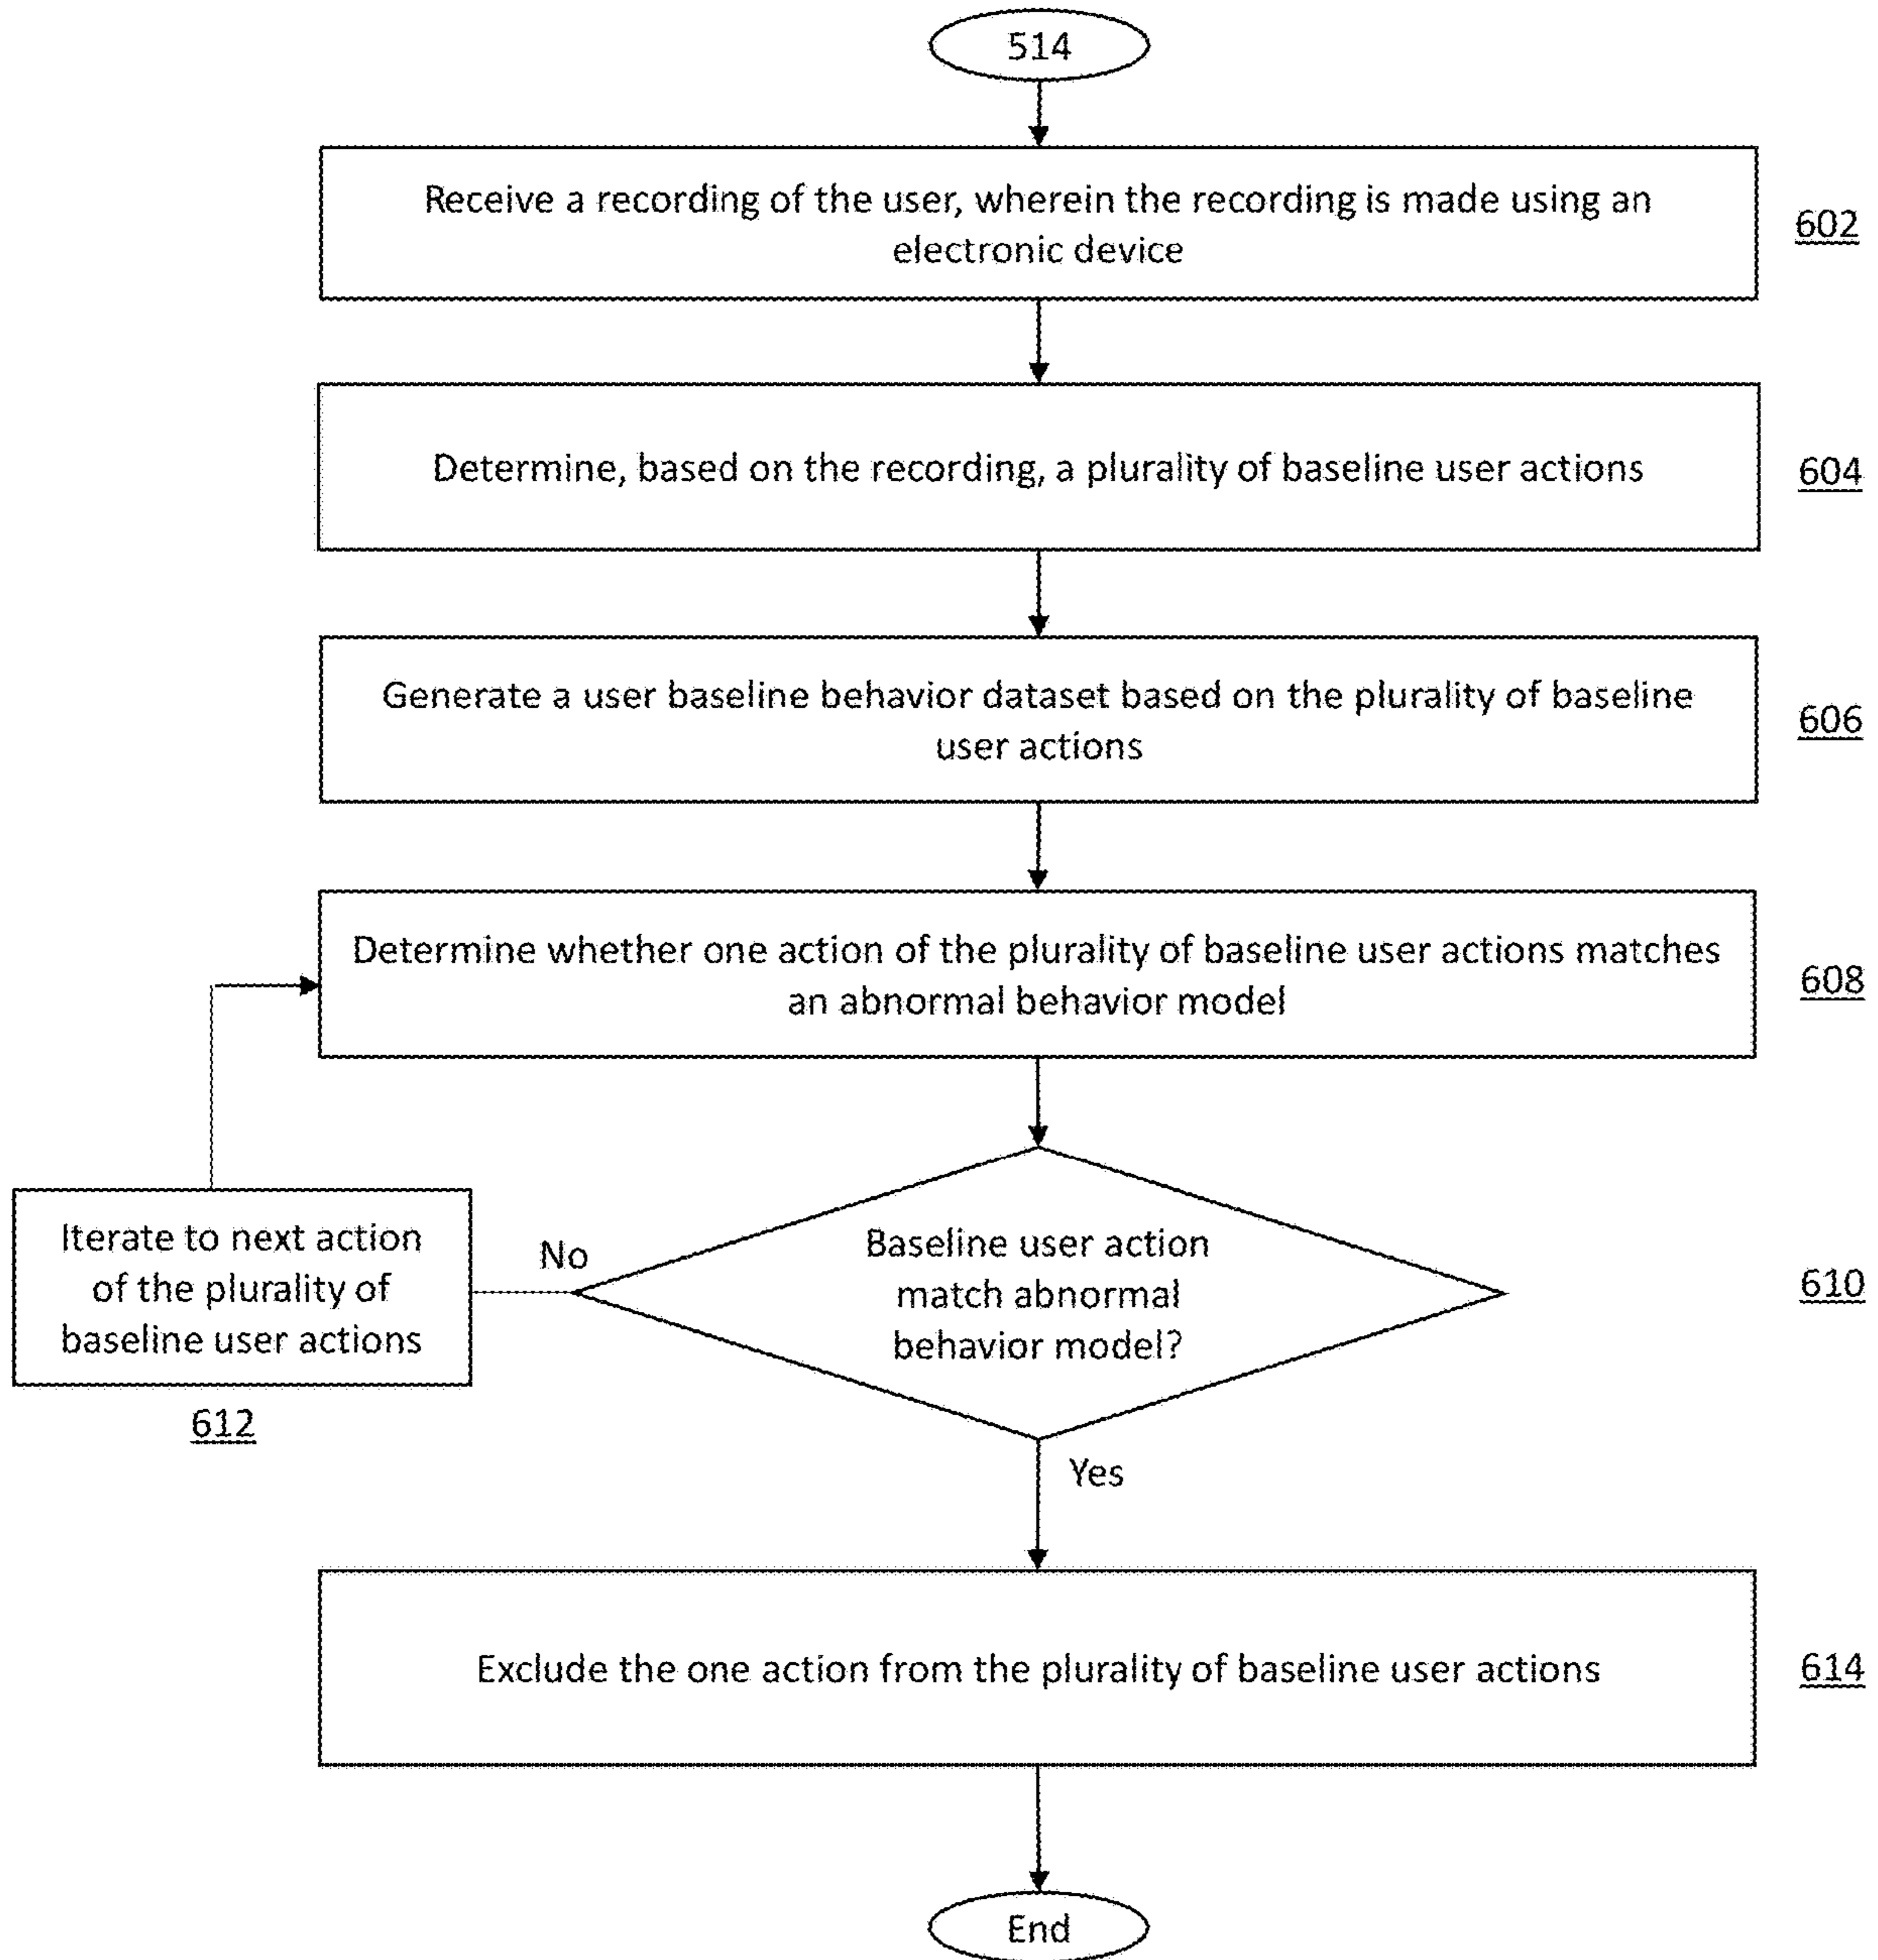 514
Receive a recording of the user, wherein the recording is made using an
electronic device
602
Determine, based on the recording, a plurality of baseline user actions
604
Generate a user baseline behavior dataset based on the plurality of baseline
user actions
606
Determine whether one action of the plurality of baseline user actions matches
an abnormal behavior model
608
Iterate to next action
of the plurality of
baseline user actions
612
No
Baseline user action
match abnormal
behavior model?
610
Yes
Exclude the one action from the plurality of baseline user actions
614
End